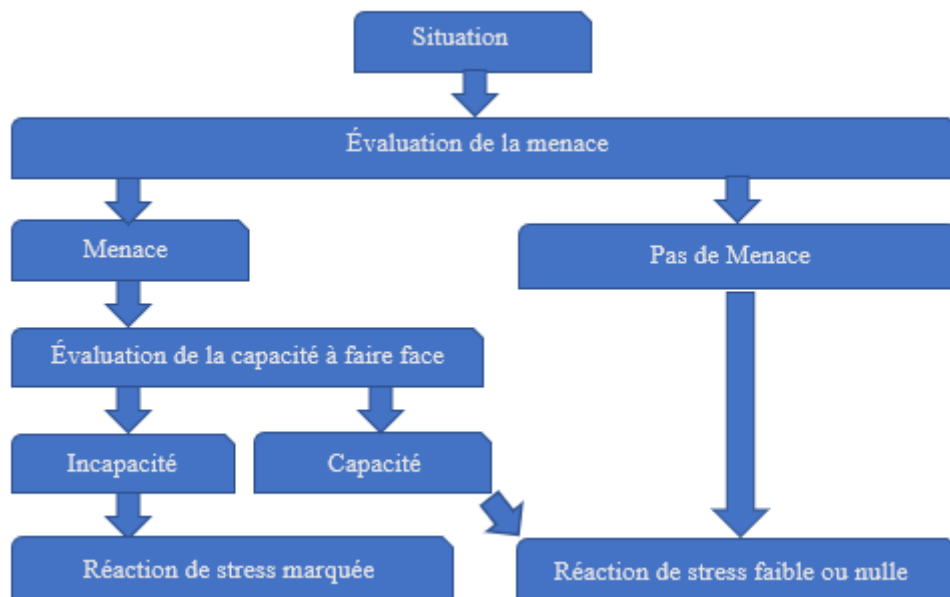 Situation
Évaluation de la menace
Menace
Pas de Menace
Évaluation de la capacité à faire face
Incapacité
Capacité
Réaction de stress marquée
Réaction de stress faible ou nulle